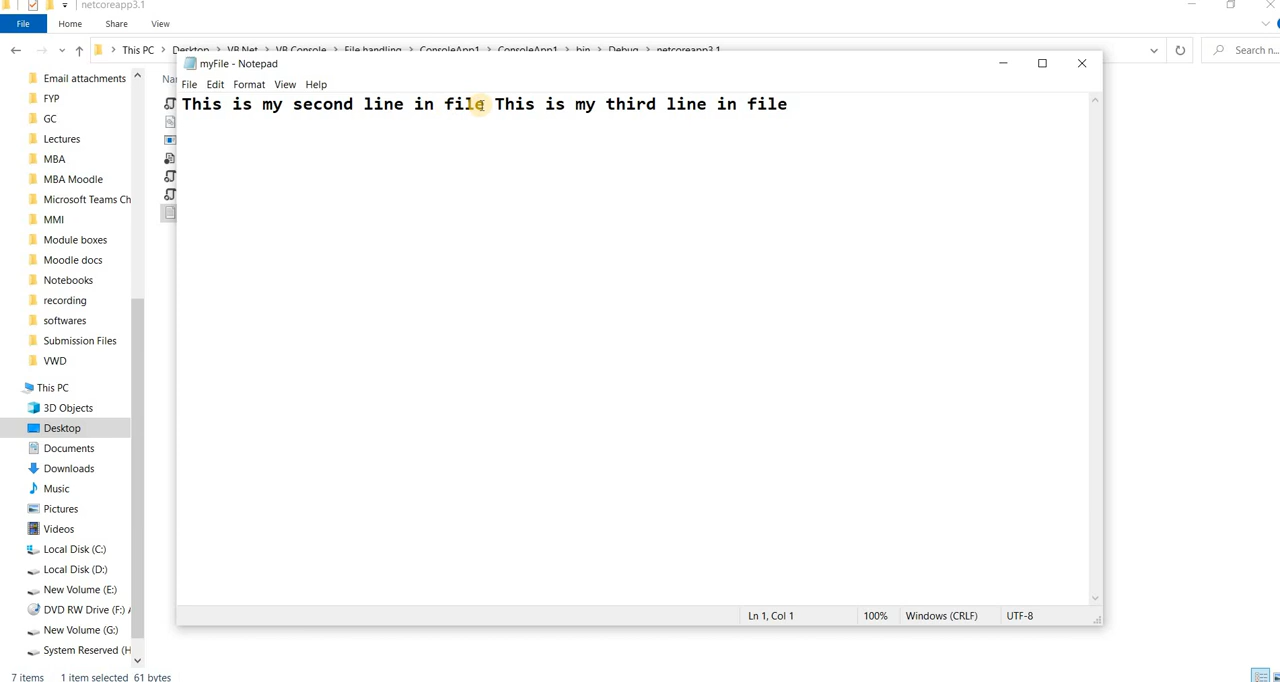 netcoreapp3.1
File Home Share View
This PC Desktop VB.Net VB Console File handling ConsoleApp1 ConsoleApp1 bin Debug netcoreapp3.1
Search n...
myFile - Notepad
File Edit Format View Help
This is my second line in file This is my third line in file
Email attachments
FYP
GC
Lectures
MBA
MBA Moodle
Microsoft Teams Ch
MMI
Module boxes
Moodle docs
Notebooks
recording
softwares
Submission Files
VWD
This PC
3D Objects
Desktop
Documents
Downloads
Music
Pictures
Videos
Local Disk (C:)
Local Disk (D:)
New Volume (E:)
DVD RW Drive (F:)
New Volume (G:)
System Reserved (H
Ln 1, Col 1 100% Windows (CRLF) UTF-8
7 items 1 item selected 61 bytes